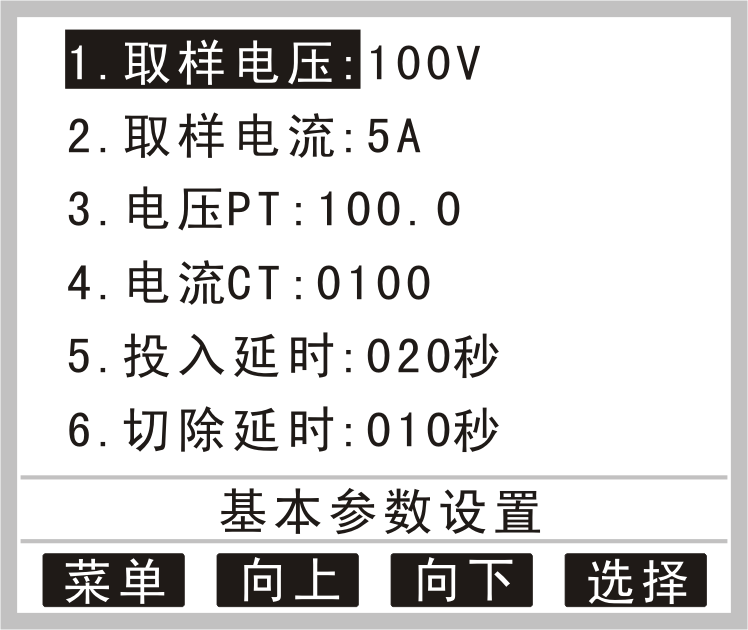 1.取样电压:100V
2.取样电流:5A
3.电压PT:100.0
4.电流CT:0100
5.投入延时:020秒
6.切除延时:010秒
基本参数设置
菜单 向上 向下 选择